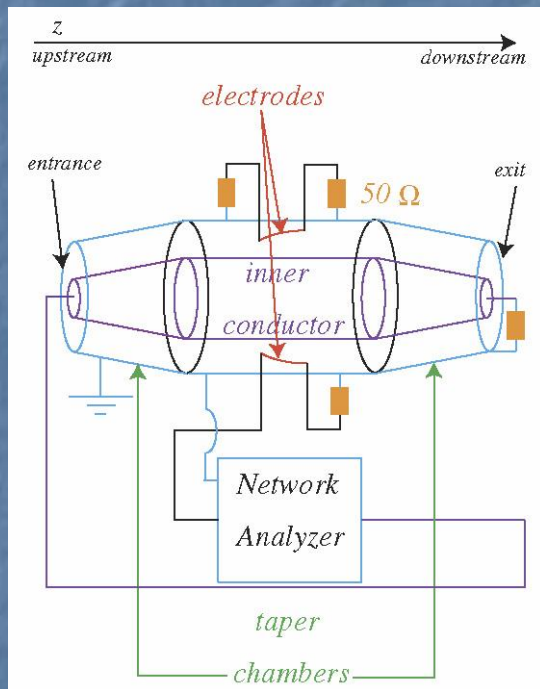 z
upstream
downstream
electrodes
entrance
exit
50 Ω
inner
conductor
Network
Analyzer
taper
chambers